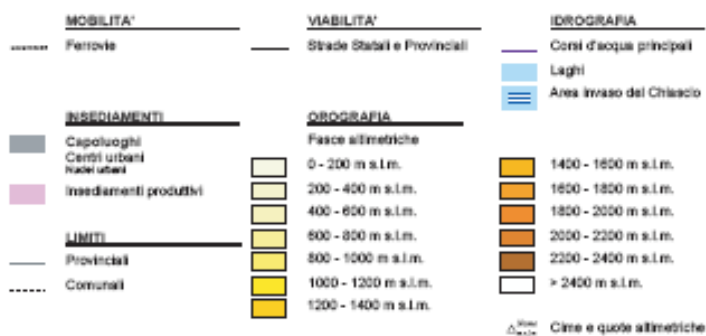 MOBILITA'
Ferrovie
INSEDIAMENTI
Capoluoghi
Centri urbani
Nuclei urbani
Insediamenti produttivi
LIMITI
Provinciali
Comunali
VIABILITA'
Strade Statali e Provinciali
OROGRAFIA
Fasce altimetriche
0 - 200 m s.l.m.
200 - 400 m s.l.m.
400 - 600 m s.l.m.
600 - 800 m s.l.m.
800 - 1000 m s.l.m.
1000 - 1200 m s.l.m.
1200 - 1400 m s.l.m.
IDROGRAFIA
Corsi d'acqua principali
Laghi
Area invaso del Chiascio
1400 - 1600 m s.l.m.
1600 - 1800 m s.l.m.
1800 - 2000 m s.l.m.
2000 - 2200 m s.l.m.
2200 - 2400 m s.l.m.
> 2400 m s.l.m.
Cime e quote altimetriche